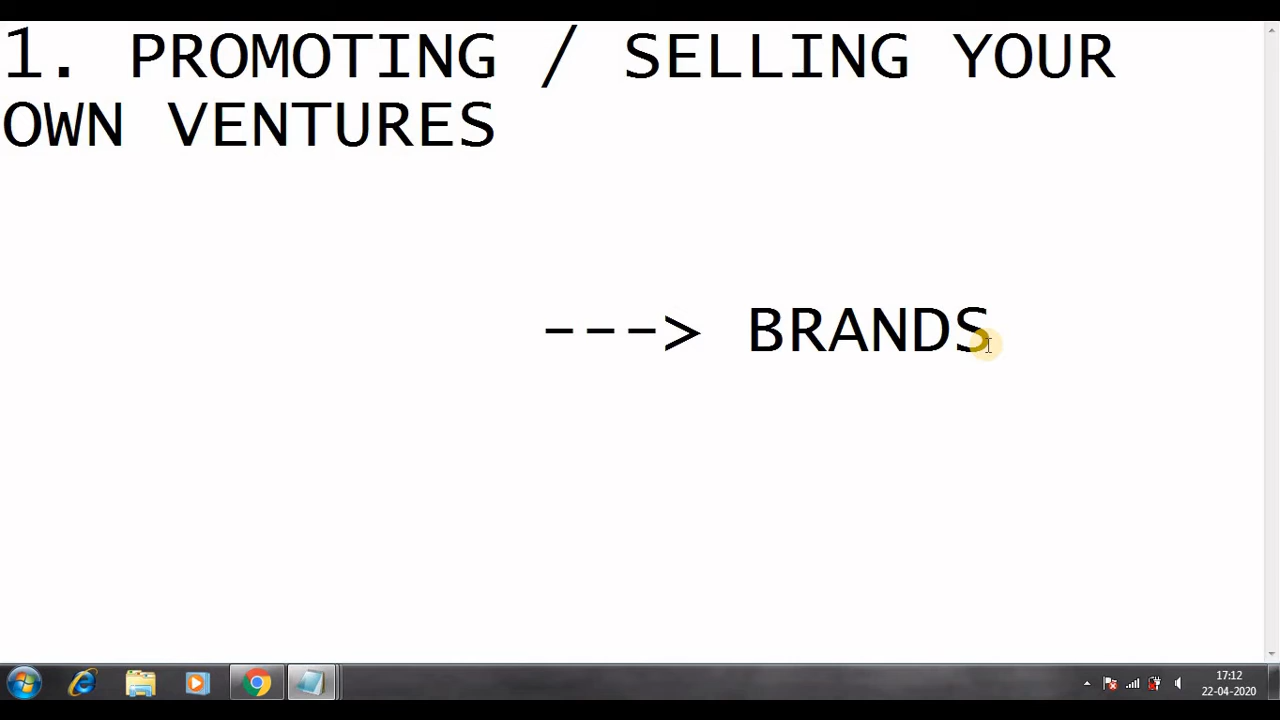 1. PROMOTING / SELLING YOUR
OWN VENTURES
---> BRANDS
17:12
22-04-2020